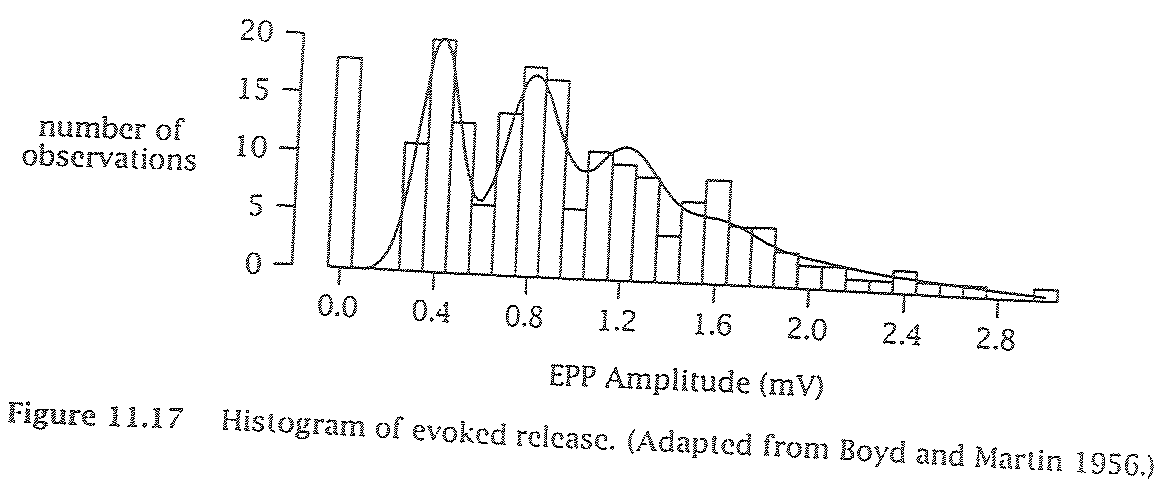 20
15
10
5
0
number of
observations
0.0 0.4 0.8 1.2 1.6 2.0 2.4 2.8
EPP Amplitude (mV)
Figure 11.17 Histogram of evoked release. (Adapted from Boyd and Martin 1956.)